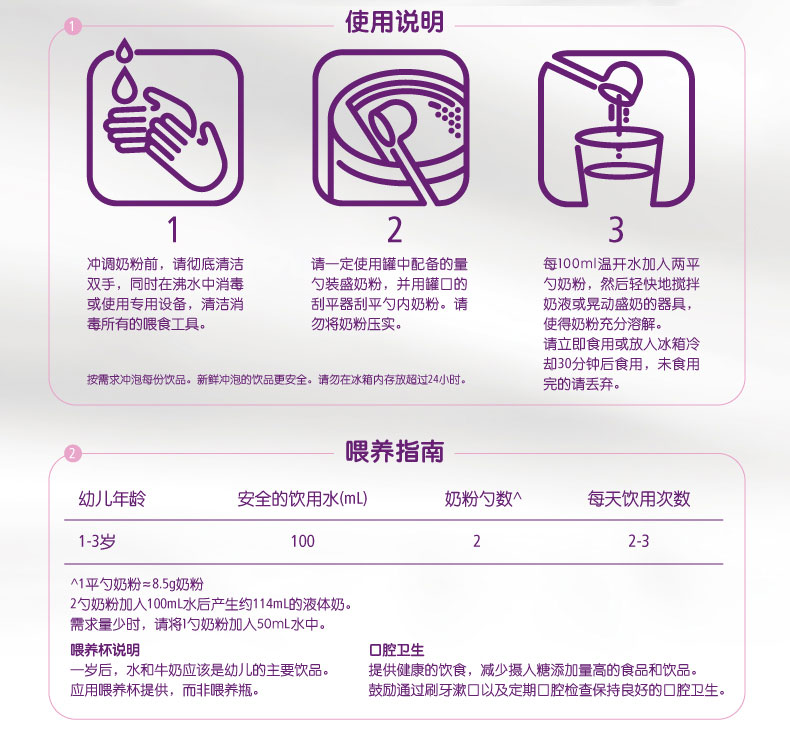 1
使用说明
1
冲调奶粉前，请彻底清洁
双手，同时在沸水中消毒
或使用专用设备，清洁消
毒所有的喂食工具。
2
请一定使用罐中配备的量
勺装盛奶粉，并用罐口的
刮平器刮平勺内奶粉。请
勿将奶粉压实。
3
每100ml温开水加入两平
勺奶粉，然后轻快地搅拌
奶液或晃动盛奶的器具，
使得奶粉充分溶解。
请立即食用或放入冰箱冷
却30分钟后食用，未食用
完的请丢弃。
按需求冲泡每份饮品。新鲜冲泡的饮品更安全。请勿在冰箱内存放超过24小时。
2
喂养指南
幼儿年龄 安全的饮用水(mL) 奶粉勺数^ 每天饮用次数
1-3岁 100 2 2-3
^1平勺奶粉≈8.5g奶粉
2勺奶粉加入100mL水后产生约114mL的液体奶。
需求量少时，请将1勺奶粉加入50mL水中。
喂养杯说明
一岁后，水和牛奶应该是幼儿的主要饮品。
应用喂养杯提供，而非喂养瓶。
口腔卫生
提供健康的饮食，减少摄入糖添加量高的食品和饮品。
鼓励通过刷牙漱口以及定期口腔检查保持良好的口腔卫生。